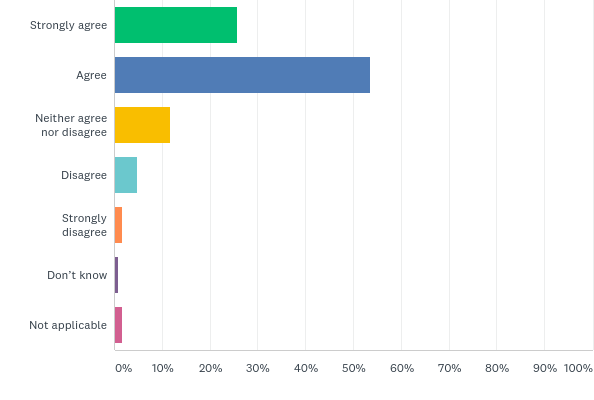 Strongly agree
Agree
Neither agree
nor disagree
Disagree
Strongly
disagree
Don't know
Not applicable
0% 10% 20% 30% 40% 50% 60% 70% 80% 90% 100%